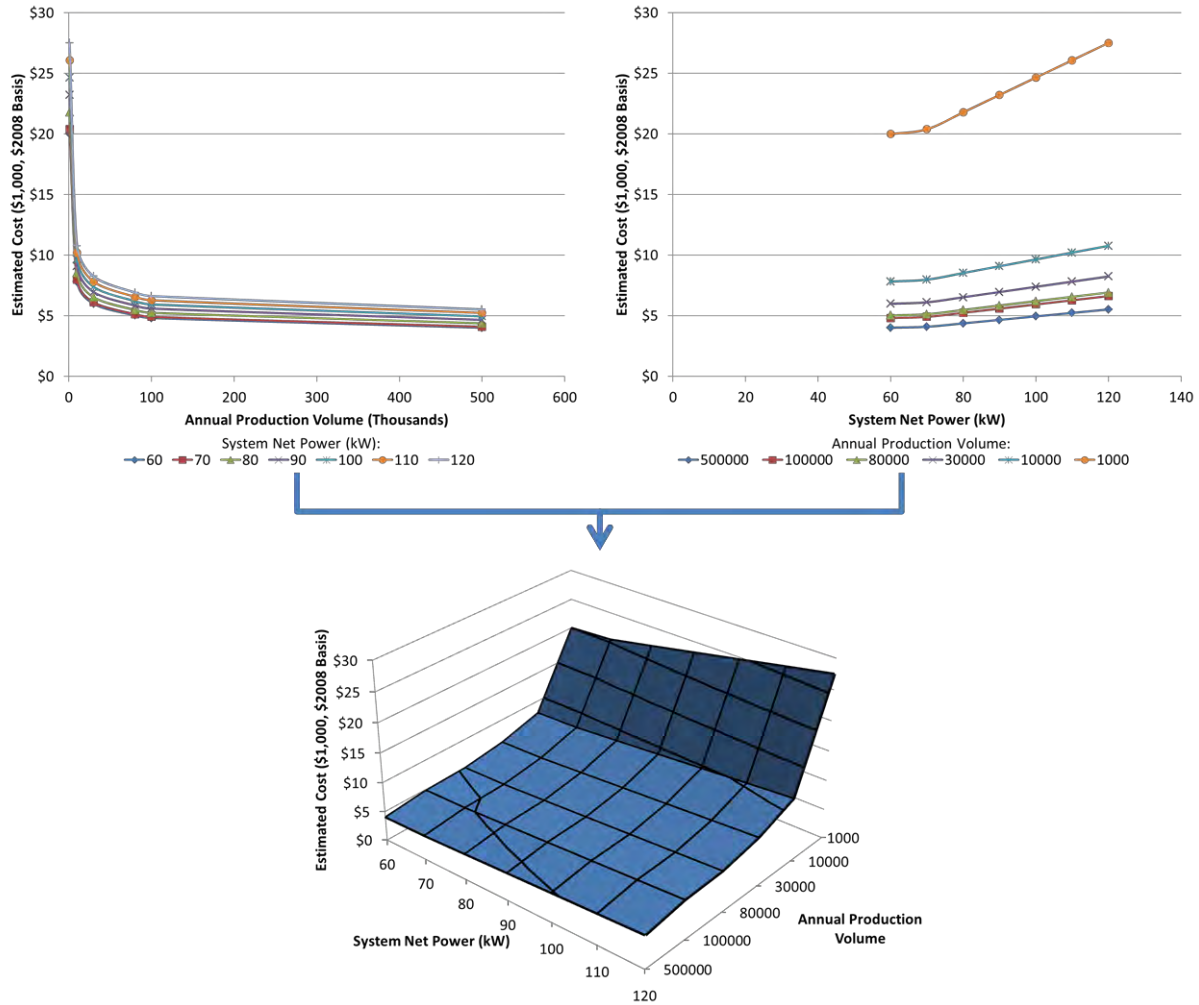 Estimated Cost ($1,000, $2008 Basis)
$30
$25
$20
$15
$10
$5
$0
0 100 200 300 400 500 600
Annual Production Volume (Thousands)
System Net Power (kW):
60 70 80 90 100 110 120
Estimated Cost ($1,000, $2008 Basis)
$30
$25
$20
$15
$10
$5
$0
0 20 40 60 80 100 120 140
System Net Power (kW)
Annual Production Volume:
500000 100000 80000 30000 10000 1000
Estimated Cost ($1,000, $2008 Basis)
$30
$25
$20
$15
$10
$5
$0
60
70
80
90
100
110
120
System Net Power (kW)
1000
10000
30000
80000
100000
500000
Annual Production
Volume